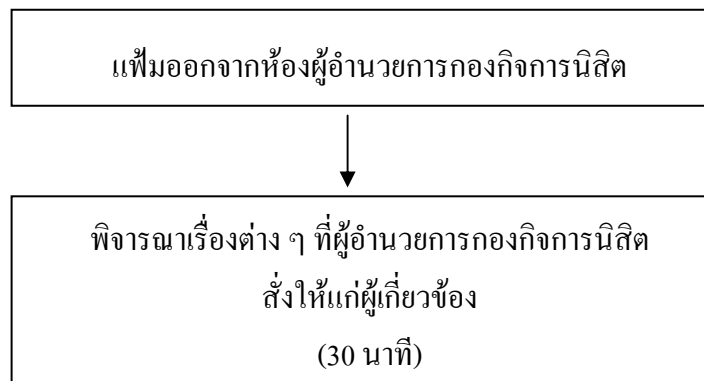 แฟ้มออกจากห้องผู้อำนวยการกองกิจการนิสิต
พิจารณาเรื่องต่าง ๆ ที่ผู้อำนวยการกองกิจการนิสิต
สั่งให้แก่ผู้เกี่ยวข้อง
(30 นาที)